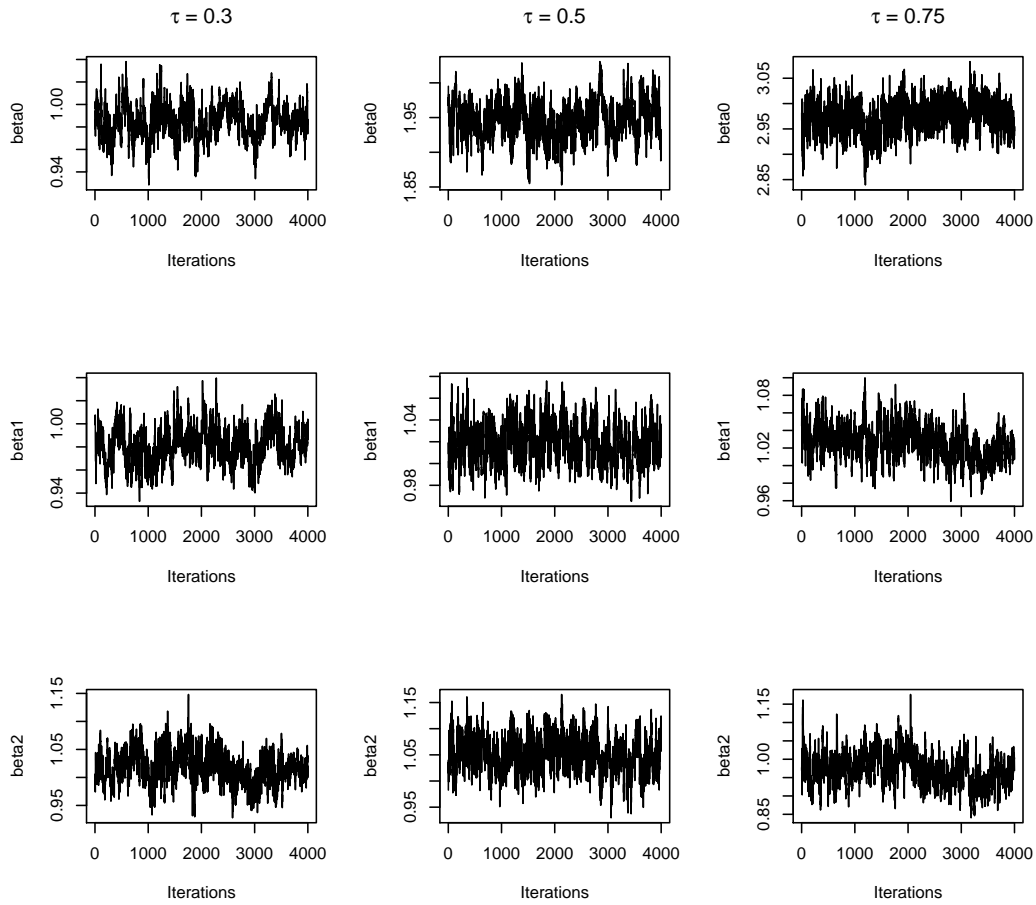 τ = 0.3
τ = 0.5
τ = 0.75
beta0
0.94 1.00
0 1000 2000 3000 4000
Iterations
beta0
1.85 1.95
0 1000 2000 3000 4000
Iterations
beta0
2.85 2.95 3.05
0 1000 2000 3000 4000
Iterations
beta1
0.94 1.00
0 1000 2000 3000 4000
Iterations
beta1
0.98 1.04
0 1000 2000 3000 4000
Iterations
beta1
0.96 1.02 1.08
0 1000 2000 3000 4000
Iterations
beta2
0.95 1.05 1.15
0 1000 2000 3000 4000
Iterations
beta2
0.95 1.05 1.15
0 1000 2000 3000 4000
Iterations
beta2
0.85 1.00 1.15
0 1000 2000 3000 4000
Iterations